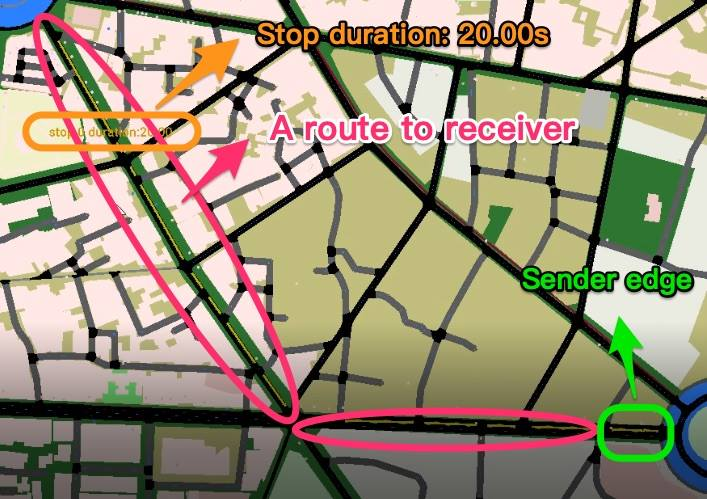 Stop duration: 20.00s
stop 0 duration:20.00
A route to receiver
Sender edge